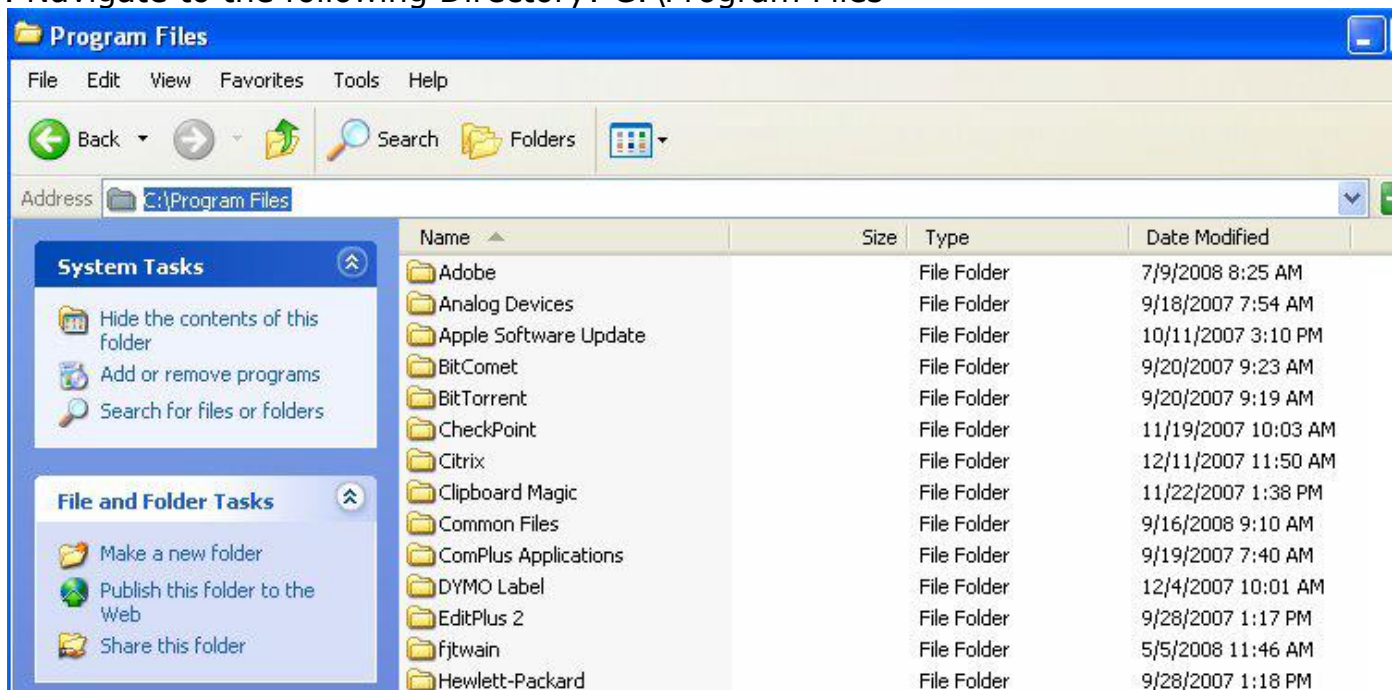 . Navigate to the following Directory: C:\Program Files
Program Files
File Edit View Favorites Tools Help
Back Search Folders
Address C:\Program Files
Name Size Type Date Modified
System Tasks
Hide the contents of this
folder
Add or remove programs
Search for files or folders
File and Folder Tasks
Make a new folder
Publish this folder to the
Web
Share this folder
Adobe File Folder 7/9/2008 8:25 AM
Analog Devices File Folder 9/18/2007 7:54 AM
Apple Software Update File Folder 10/11/2007 3:10 PM
BitComet File Folder 9/20/2007 9:23 AM
BitTorrent File Folder 9/20/2007 9:19 AM
CheckPoint File Folder 11/19/2007 10:03 AM
Citrix File Folder 12/11/2007 11:50 AM
Clipboard Magic File Folder 11/22/2007 1:38 PM
Common Files File Folder 9/16/2008 9:10 AM
ComPlus Applications File Folder 9/19/2007 7:40 AM
DYMO Label File Folder 12/4/2007 10:01 AM
EditPlus 2 File Folder 9/28/2007 1:17 PM
fjtwain File Folder 5/5/2008 11:46 AM
Hewlett-Packard File Folder 9/28/2007 1:18 PM